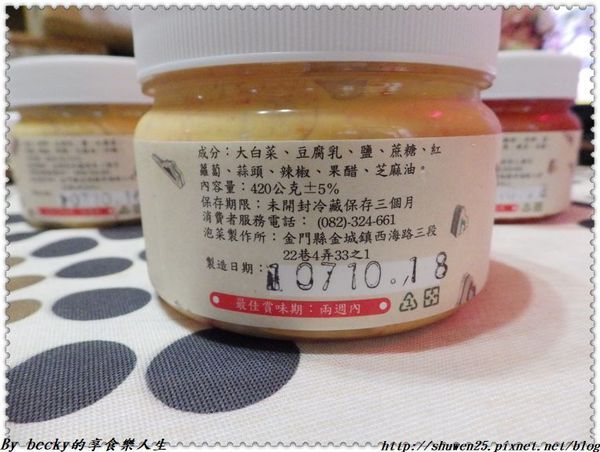 成分：大白菜、豆腐乳、鹽、蔗糖、紅
蘿蔔、蒜頭、辣椒、果醋、芝麻油。
內容量：420公克±5%
保存期限：未開封冷藏保存三個月
消費者服務電話：(082)-324-661
泡菜製作所：金門縣金城鎮西海路三段
22巷4弄33之1
製造日期：10710.18
最佳賞味期：兩週內
By becky的享食樂人生
http://shuwen25.pixnet.net/blog